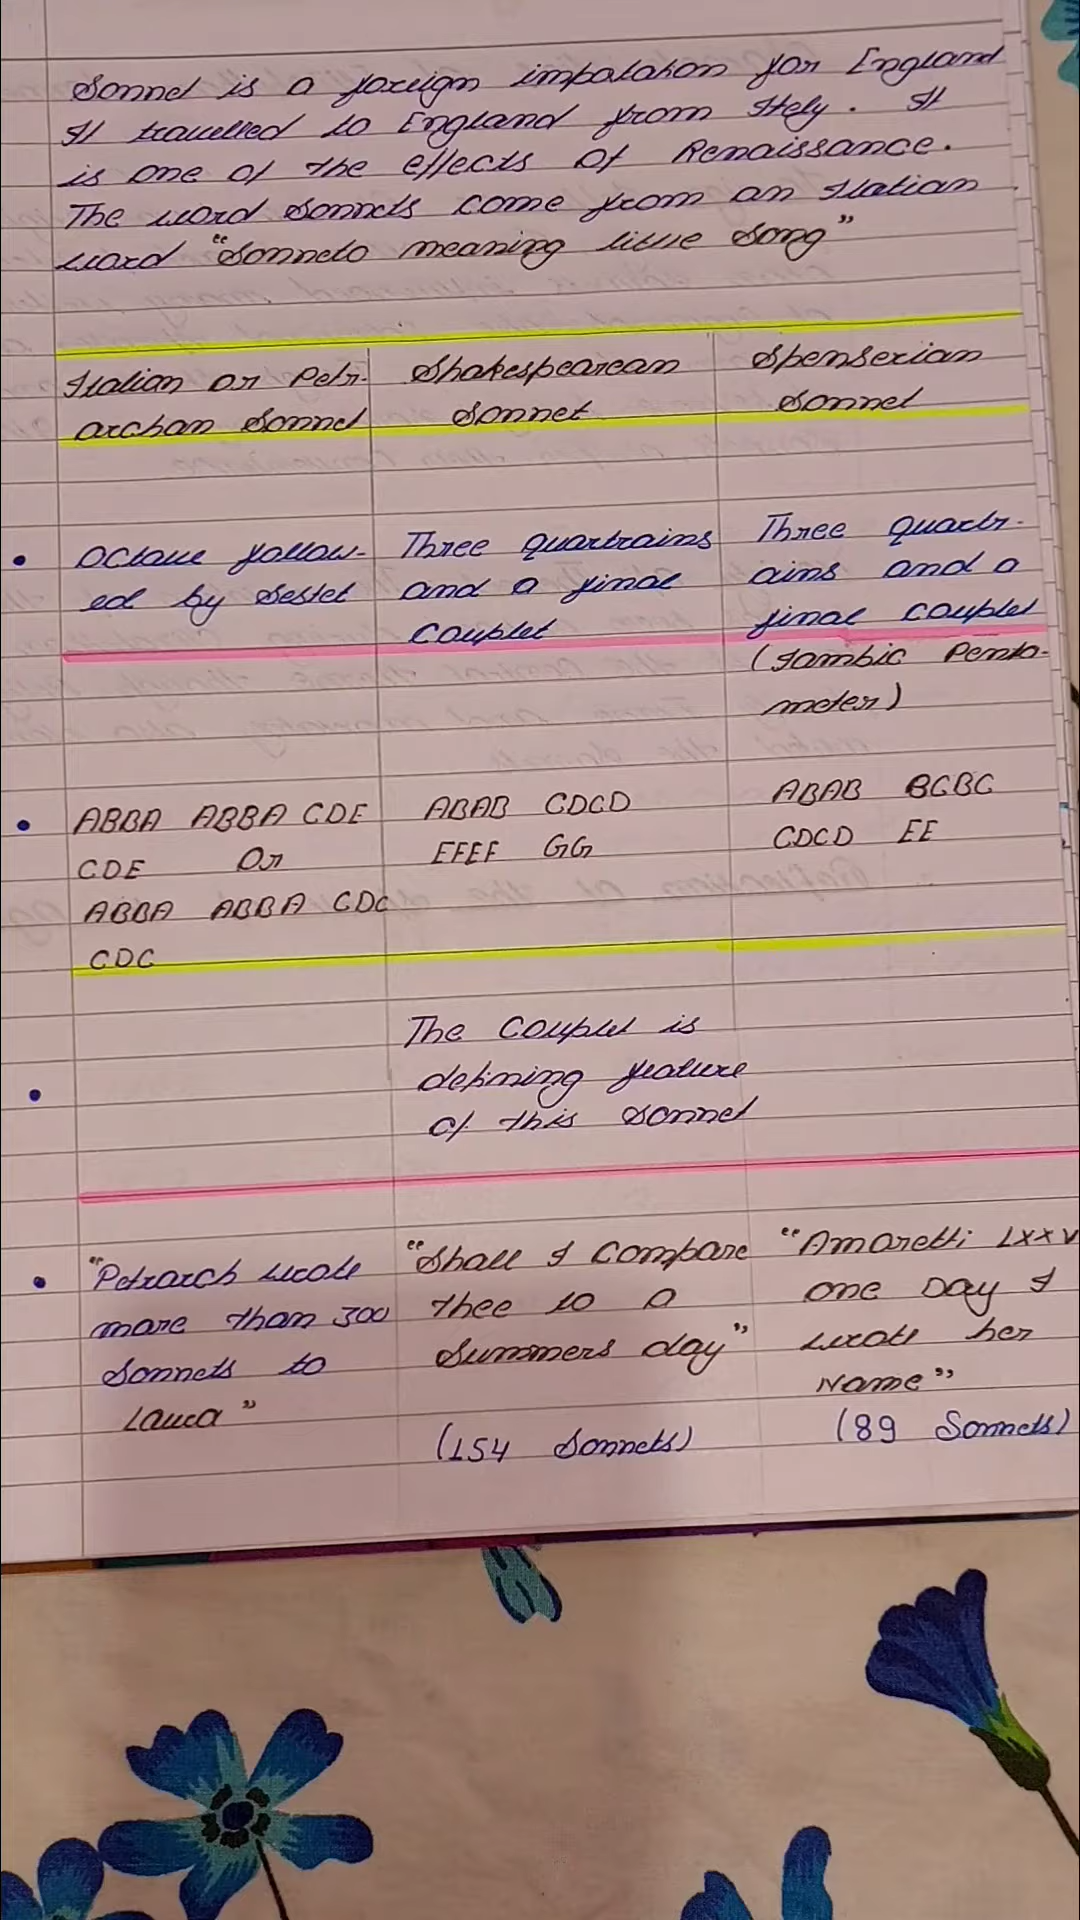 Sonnet is a foreign impotation for England
It travelled to England from Itely. It
is one of the effects of Renaissance.
The word sonnets come from an Italian
word "Sonneto meaning little song"
Italian or Petr-
archan Sonnet
Shakespearean
Sonnet
Spenserian
Sonnet
Octave follow-
ed by Sestet
Three quartrains
and a final
couplet
Three Quartr-
ains and a
final couplet
(Iambic Penta-
meter)
ABBA ABBA CDE
CDE Or
ABBA ABBA CDC
CDC
ABAB CDCD
EFEF GG
ABAB BCBC
CDCD EE
The Couplet is
defining feature
of this sonnet
"Petrarch wrote
more than 300
Sonnets to
Laura"
"Shall I Compare
thee to a
Summers day"
(154 Sonnets)
"Amoretti LXXV
One Day I
wrote her
Name"
(89 Sonnets)